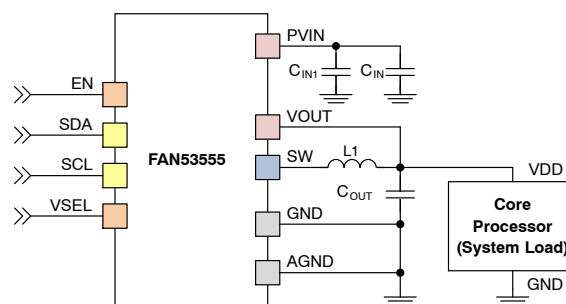 PVIN
CIN1
CIN
EN
VOUT
SDA
FAN53555
SW
L1
SCL
VDD
COUT
VSEL
Core
Processor
(System Load)
GND
AGND
GND